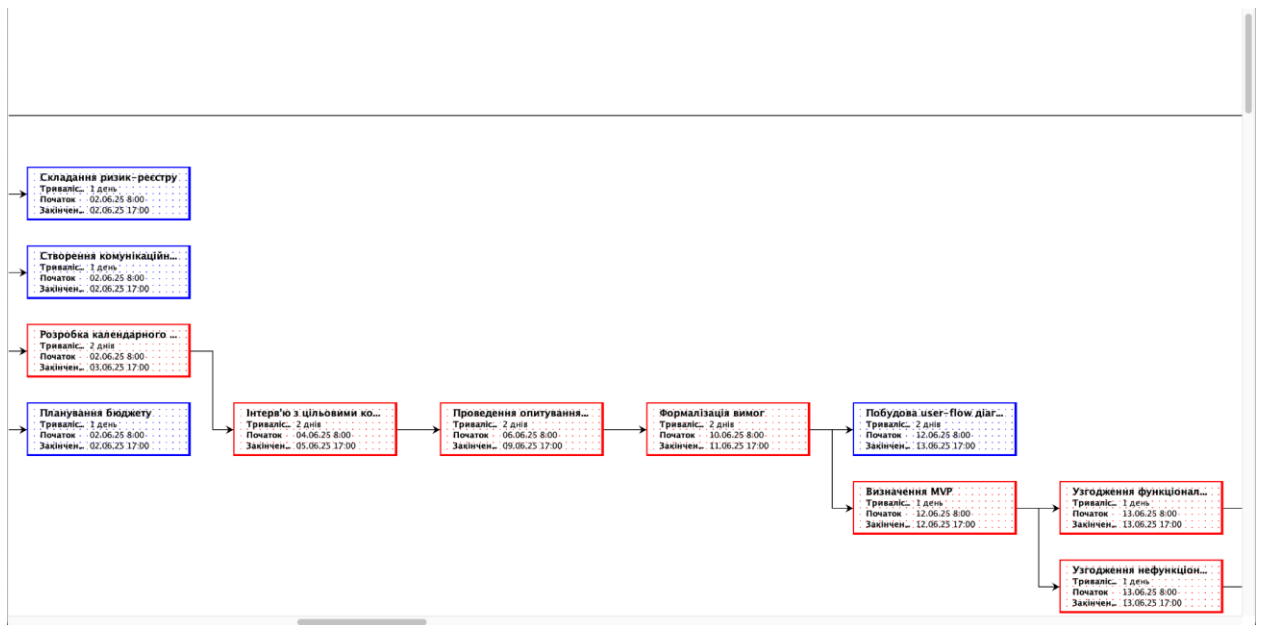 Складання ризик-реєстру
Триваліс... 1 день
Початок 02.06.25 8:00
Закінчен... 02.06.25 17:00
Створення комунікаційн...
Триваліс... 1 день
Початок 02.06.25 8:00
Закінчен... 02.06.25 17:00
Розробка календарного ...
Триваліс... 2 днів
Початок 02.06.25 8:00
Закінчен... 03.06.25 17:00
Планування бюджету
Триваліс... 1 день
Початок 02.06.25 8:00
Закінчен... 02.06.25 17:00
Інтерв'ю з цільовими ко...
Триваліс... 2 днів
Початок 04.06.25 8:00
Закінчен... 05.06.25 17:00
Проведення опитування...
Триваліс... 2 днів
Початок 06.06.25 8:00
Закінчен... 09.06.25 17:00
Формалізація вимог
Триваліс... 2 днів
Початок 10.06.25 8:00
Закінчен... 11.06.25 17:00
Побудова user-flow діаг...
Триваліс... 2 днів
Початок 12.06.25 8:00
Закінчен... 13.06.25 17:00
Визначення MVP
Триваліс... 1 день
Початок 12.06.25 8:00
Закінчен... 12.06.25 17:00
Узгодження функціонал...
Триваліс... 1 день
Початок 13.06.25 8:00
Закінчен... 13.06.25 17:00
Узгодження нефункціон...
Триваліс... 1 день
Початок 13.06.25 8:00
Закінчен... 13.06.25 17:00